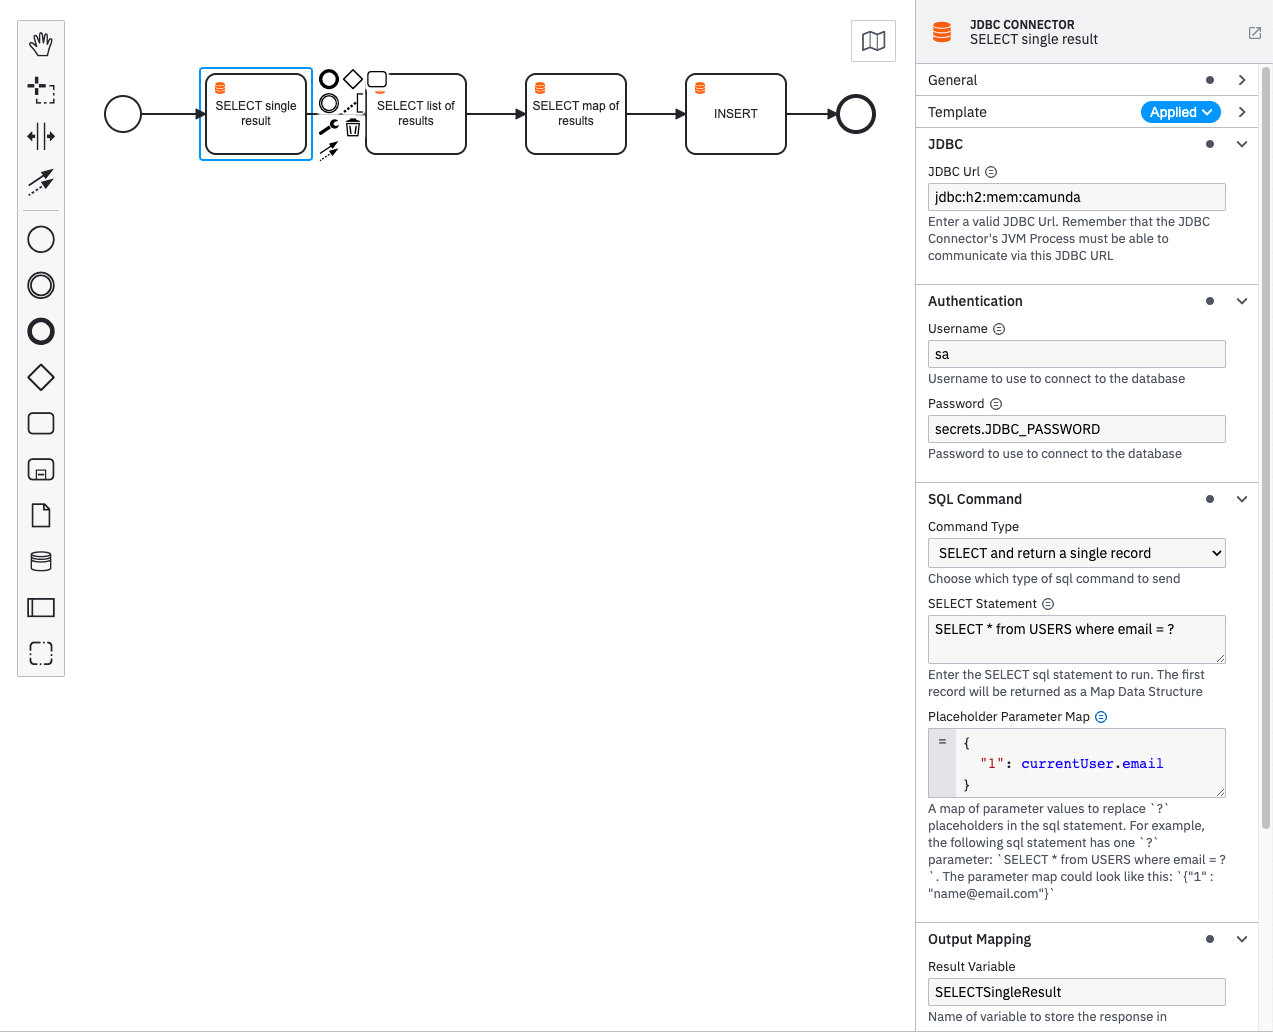 SELECT single
result
SELECT list of
results
SELECT map of
results
INSERT
JDBC CONNECTOR
SELECT single result
General
Template
Applied
JDBC
JDBC Url
jdbc:h2:mem:camunda
Enter a valid JDBC Url. Remember that the JDBC
Connector's JVM Process must be able to
communicate via this JDBC URL
Authentication
Username
sa
Username to use to connect to the database
Password
secrets.JDBC_PASSWORD
Password to use to connect to the database
SQL Command
Command Type
SELECT and return a single record
Choose which type of sql command to send
SELECT Statement
SELECT * from USERS where email = ?
Enter the SELECT sql statement to run. The first
record will be returned as a Map Data Structure
Placeholder Parameter Map
= {
"1": currentUser.email
}
A map of parameter values to replace `?`
placeholders in the sql statement. For example,
the following sql statement has one `?`
parameter: `SELECT * from USERS where email = ?
`. The parameter map could look like this: `{"1" :
"name@email.com"}`
Output Mapping
Result Variable
SELECTSingleResult
Name of variable to store the response in